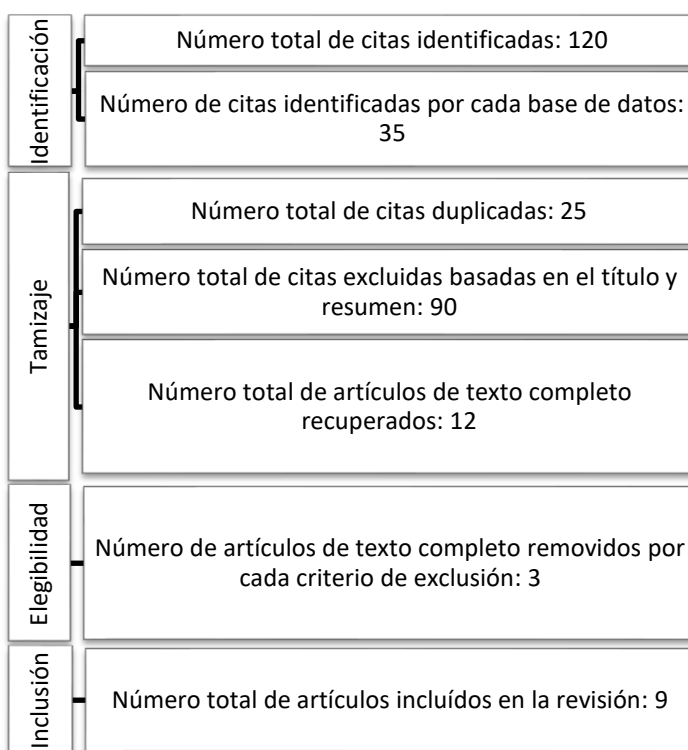 Identificación
Número total de citas identificadas: 120
Número de citas identificadas por cada base de datos:
35
Tamizaje
Número total de citas duplicadas: 25
Número total de citas excluidas basadas en el título y
resumen: 90
Número total de artículos de texto completo
recuperados: 12
Elegibilidad
Número de artículos de texto completo removidos por
cada criterio de exclusión: 3
Inclusión
Número total de artículos incluídos en la revisión: 9